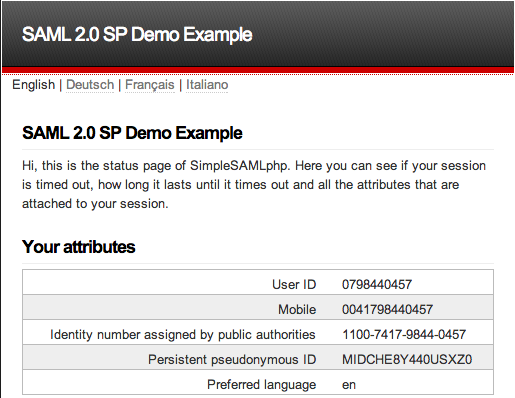 SAML 2.0 SP Demo Example
English | Deutsch | Français | Italiano
SAML 2.0 SP Demo Example
Hi, this is the status page of SimpleSAMLphp. Here you can see if your session
is timed out, how long it lasts until it times out and all the attributes that are
attached to your session.
Your attributes
User ID 0798440457
Mobile 0041798440457
Identity number assigned by public authorities 1100-7417-9844-0457
Persistent pseudonymous ID MIDCHE8Y440USXZ0
Preferred language en